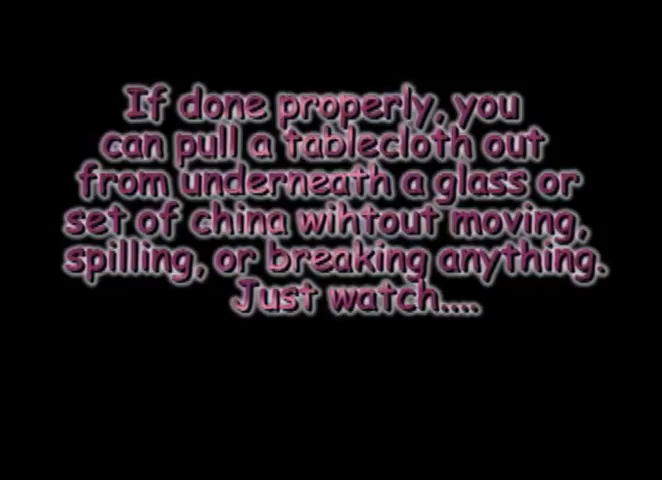 If done properly, you
can pull a tablecloth out
from underneath a glass or
set of china wihtout moving,
spilling, or breaking anything.
Just watch....